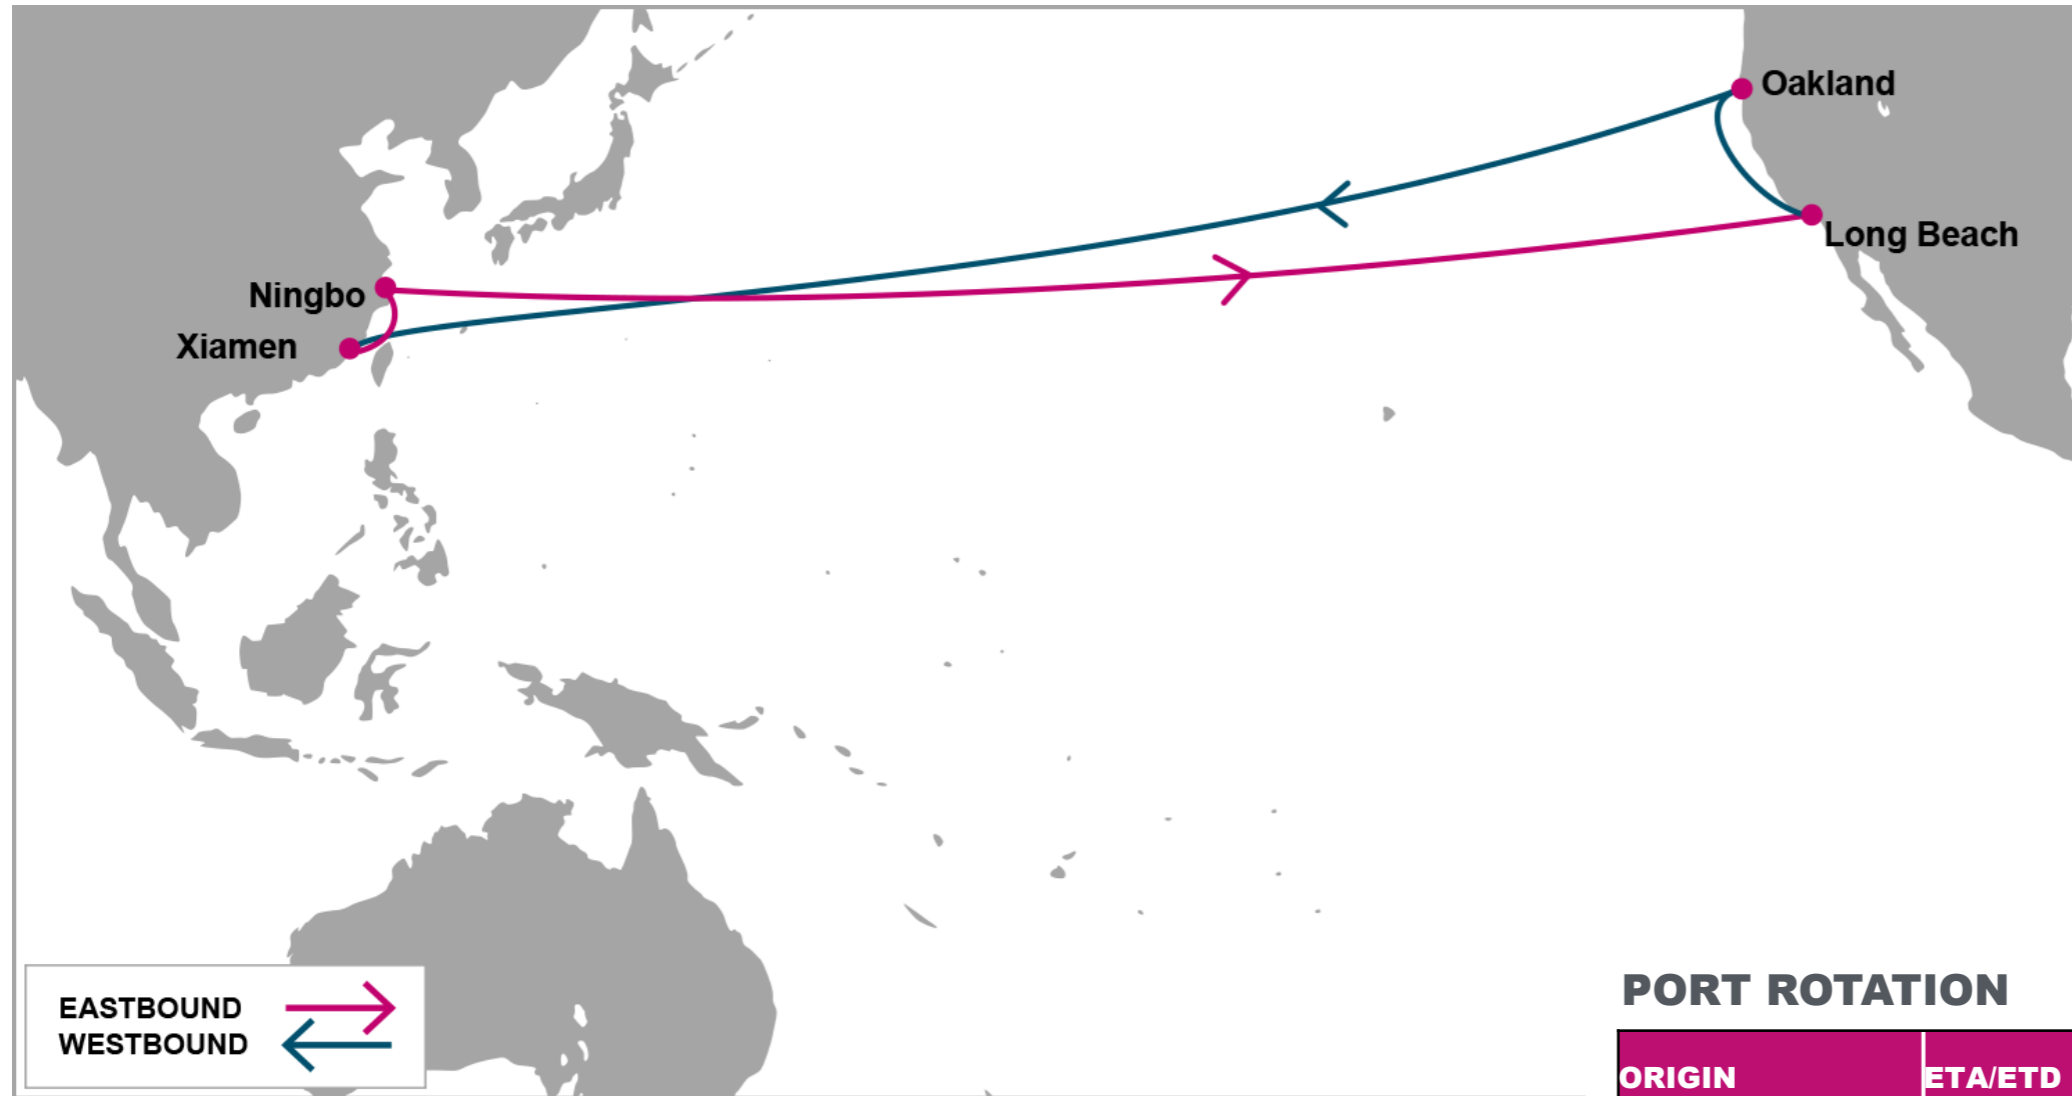 Oakland
Long Beach
Ningbo
Xiamen
EASTBOUND
WESTBOUND
PORT ROTATION
ORIGIN ETA/ETD